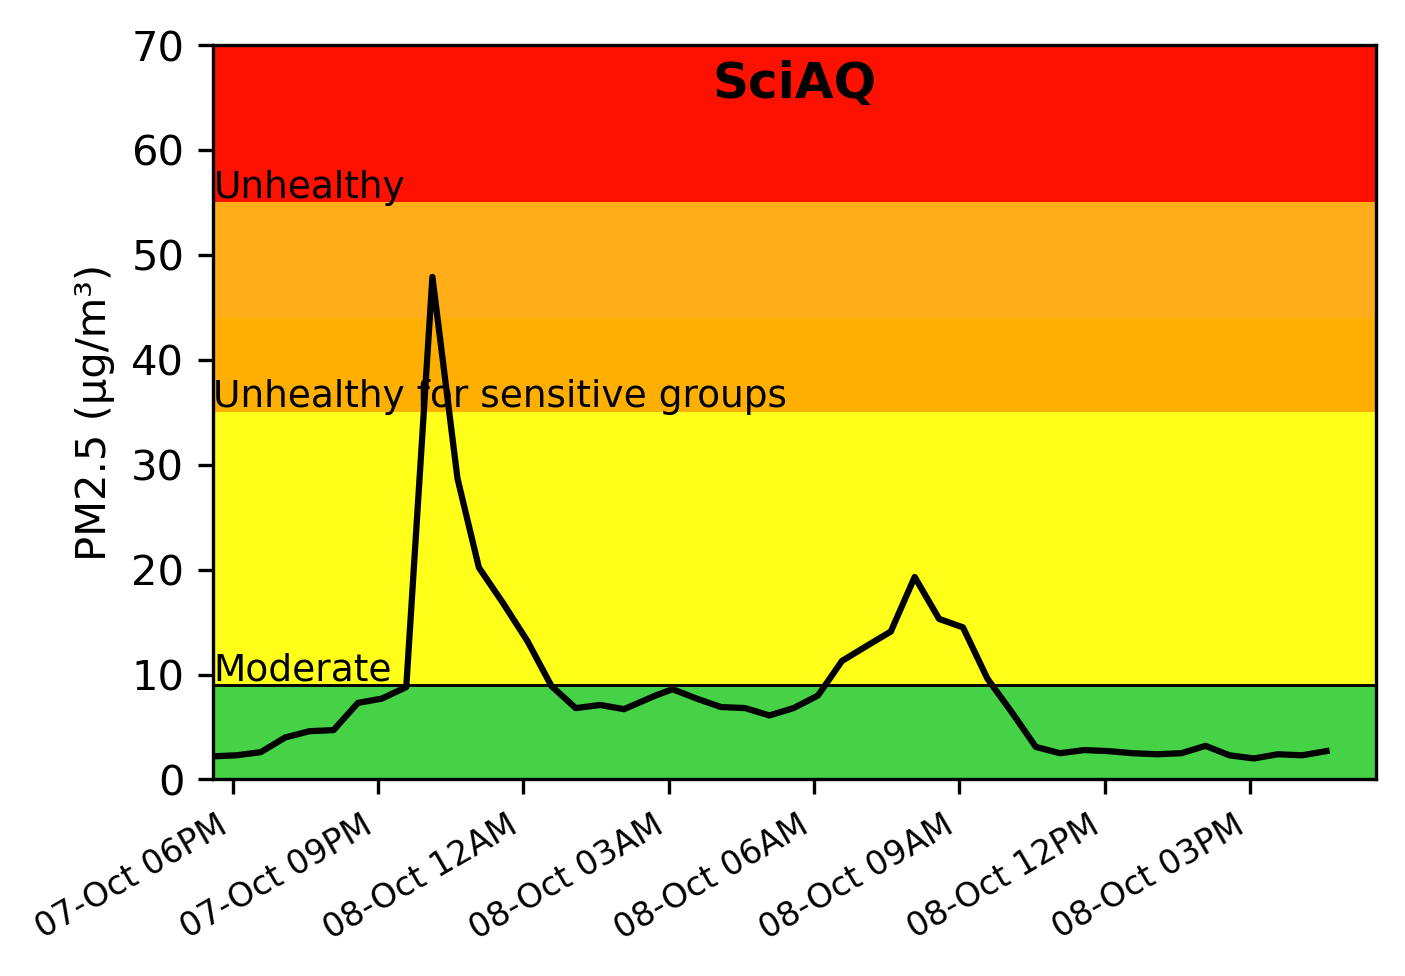 SciAQ
70
60
50
40
30
20
10
0
PM2.5 (µg/m³)
Unhealthy
Unhealthy for sensitive groups
Moderate
07-Oct 06PM
07-Oct 09PM
08-Oct 12AM
08-Oct 03AM
08-Oct 06AM
08-Oct 09AM
08-Oct 12PM
08-Oct 03PM